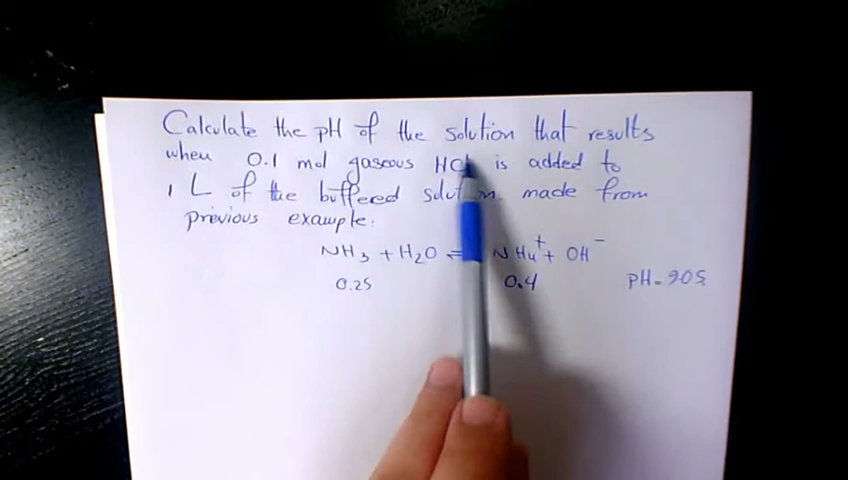 Calculate the pH of the solution that results
when 0.1 mol gaseous HCl is added to
1 L of the buffeed solution made from
previous example.
NH₃ + H₂O ⇌ NH₄⁺ + OH⁻
0.25 0.4 pH = 9.05